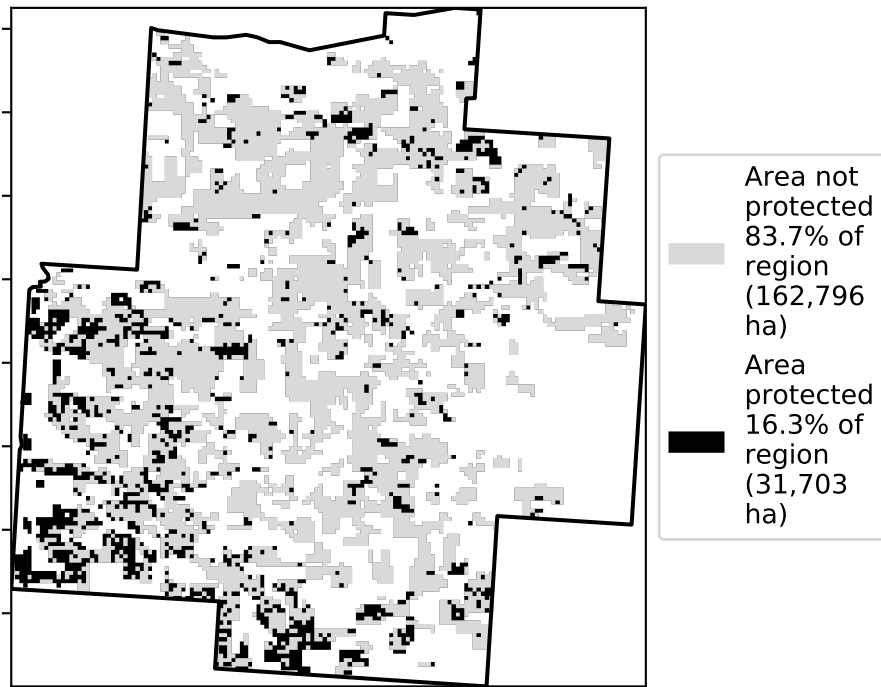 Area not
protected
83.7% of
region
(162,796
ha)
Area
protected
16.3% of
region
(31,703
ha)